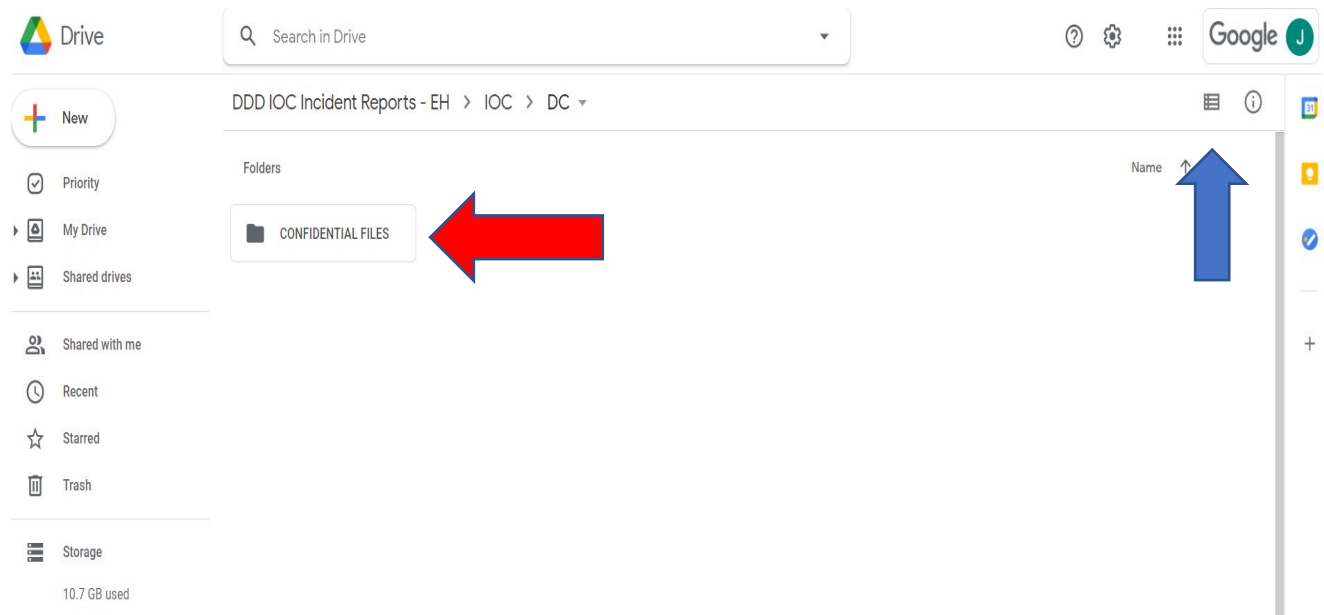 Drive
Search in Drive
Google J
DDD IOC Incident Reports - EH > IOC > DC
New
31
Folders
Name
Priority
CONFIDENTIAL FILES
My Drive
Shared drives
Shared with me
Recent
Starred
Trash
Storage
10.7 GB used